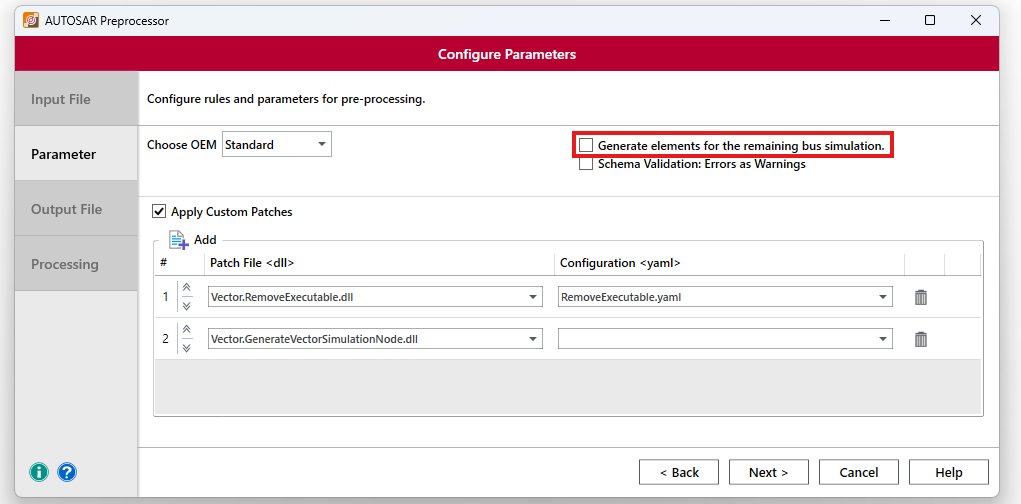 AUTOSAR Preprocessor
Configure Parameters
Input File
Parameter
Output File
Processing
Configure rules and parameters for pre-processing.
Choose OEM Standard
Generate elements for the remaining bus simulation.
Schema Validation: Errors as Warnings
Apply Custom Patches
Add
# Patch File <dll> Configuration <yaml>
1 Vector.RemoveExecutable.dll RemoveExecutable.yaml
2 Vector.GenerateVectorSimulationNode.dll
< Back Next > Cancel Help